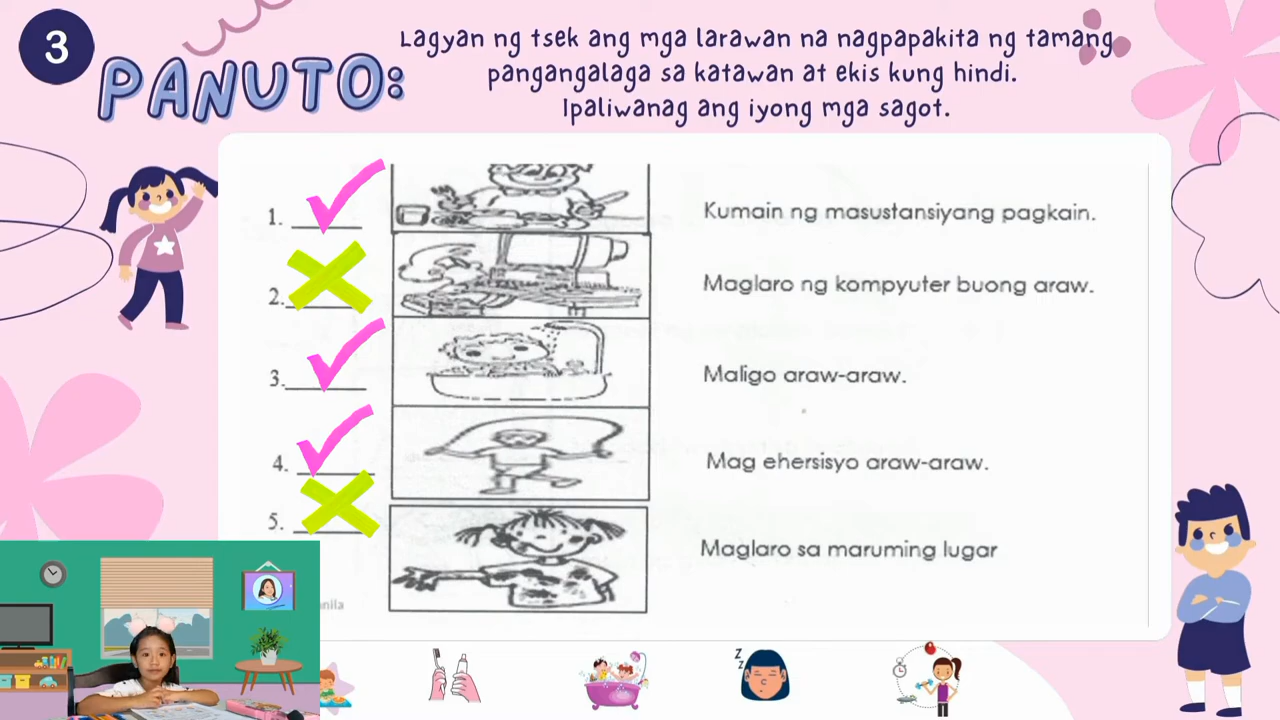 3
PANUTO:
Lagyan ng tsek ang mga larawan na nagpapakita ng tamang
pangangalaga sa katawan at ekis kung hindi.
Ipaliwanag ang iyong mga sagot.
1. Kumain ng masustansiyang pagkain.
2. Maglaro ng kompyuter buong araw.
3. Maligo araw-araw.
4. Mag ehersisyo araw-araw.
5. Maglaro sa maruming lugar
nila
z
z